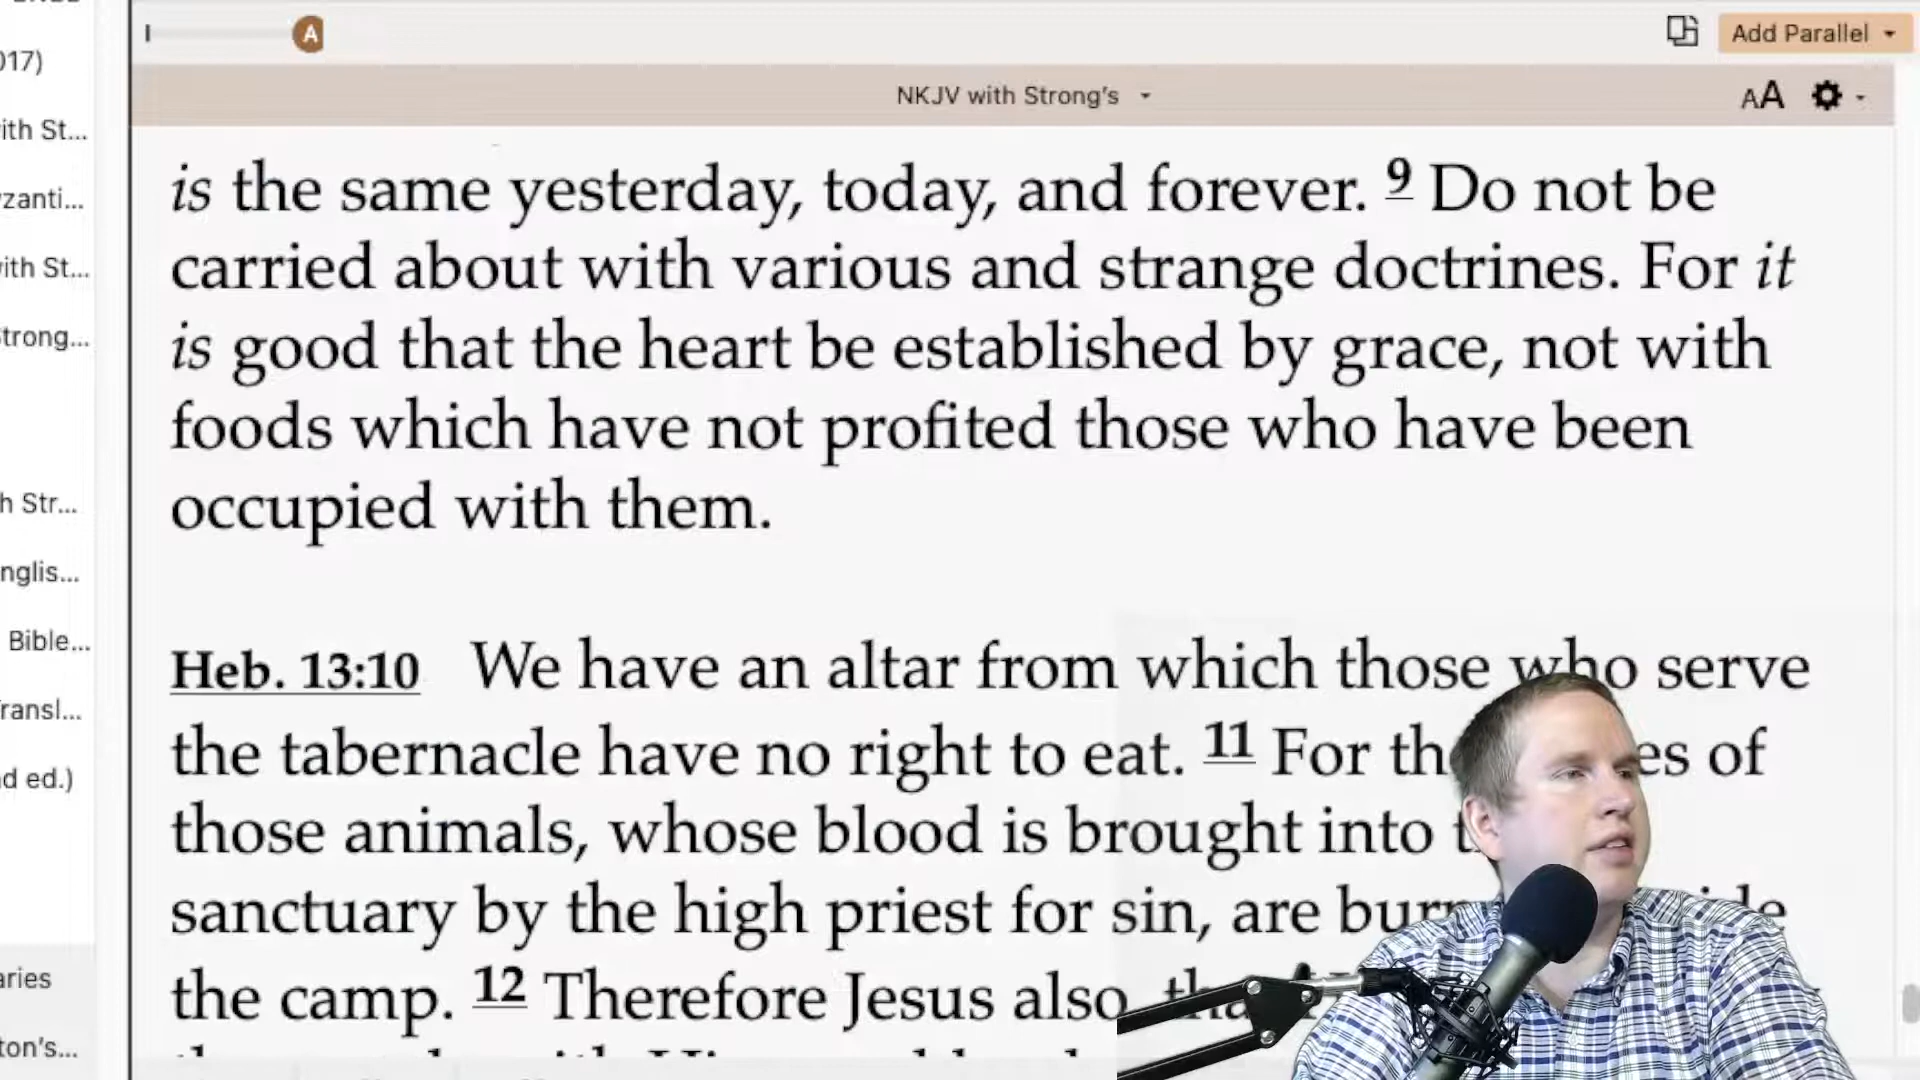 017)
ith St...
zanti...
with St...
Strong...
h Str...
nglis...
Bible...
ransl...
d ed.)
aries
ton's...
A
Add Parallel
NKJV with Strong's
AA
is the same yesterday, today, and forever. 9 Do not be
carried about with various and strange doctrines. For it
is good that the heart be established by grace, not with
foods which have not profited those who have been
occupied with them.
Heb. 13:10 We have an altar from which those who serve
the tabernacle have no right to eat. 11 For es of
those animals, whose blood is brought into
sanctuary by the high priest for sin, are
the camp. 12 Therefore Jesus also,